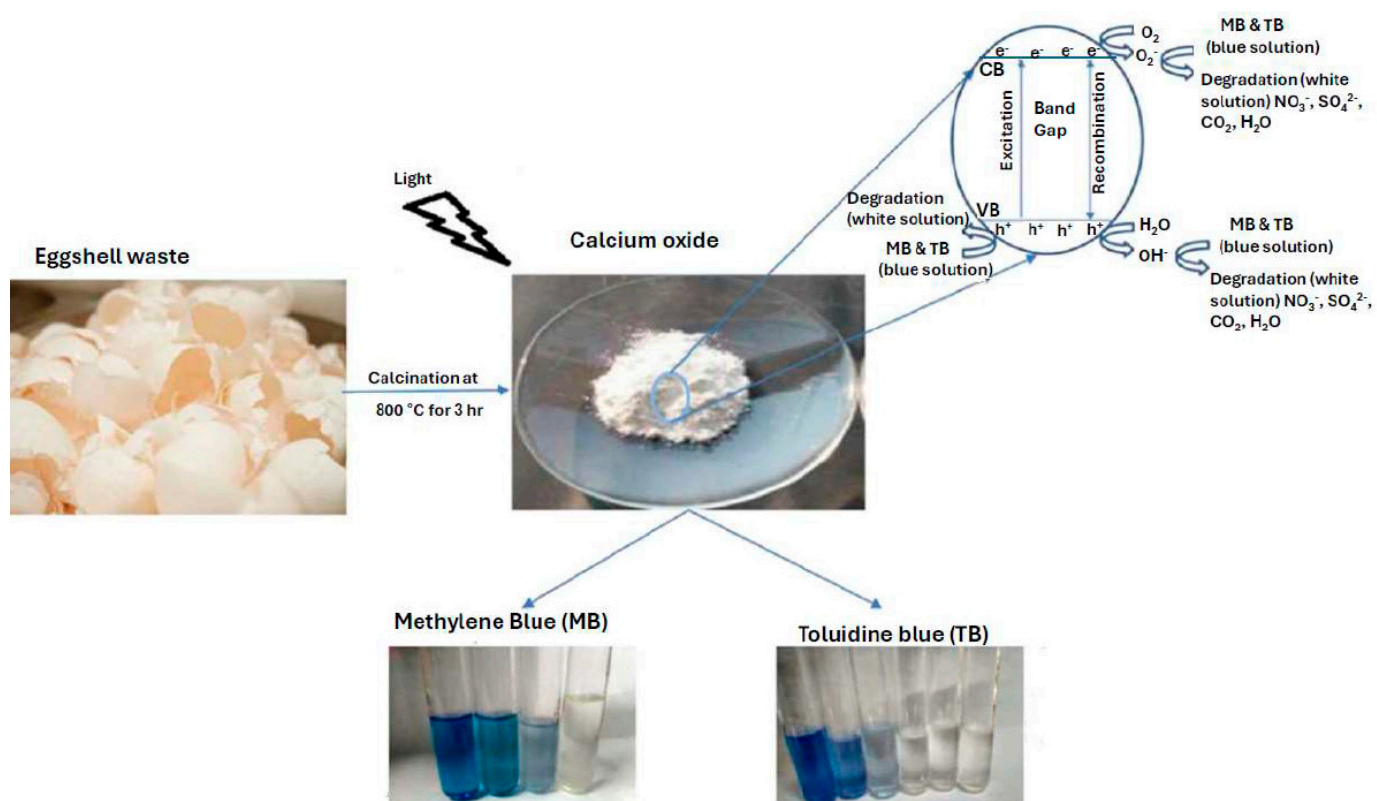 Eggshell waste
Calcination at
800 °C for 3 hr
Light
Calcium oxide
e⁻ e⁻ e⁻ e⁻
CB
Excitation
Band
Gap
Recombination
VB
h⁺ h⁺ h⁺ h⁺
O₂
O₂⁻
MB & TB
(blue solution)
Degradation (white
solution) NO₃⁻, SO₄²⁻,
CO₂, H₂O
Degradation
(white solution)
MB & TB
(blue solution)
H₂O
OH⁻
MB & TB
(blue solution)
Degradation (white
solution) NO₃⁻, SO₄²⁻,
CO₂, H₂O
Methylene Blue (MB)
Toluidine blue (TB)